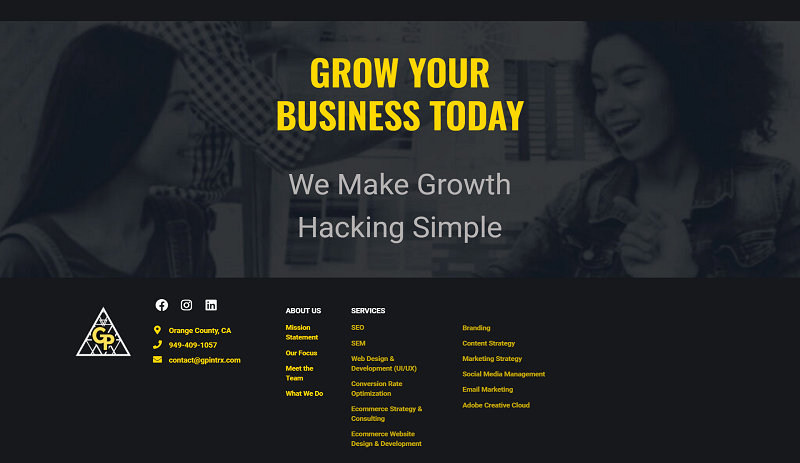 GROW YOUR
BUSINESS TODAY
We Make Growth
Hacking Simple
GP
Orange County, CA
949-409-1057
contact@gpintrx.com
ABOUT US
Mission
Statement
Our Focus
Meet the
Team
What We Do
SERVICES
SEO
SEM
Web Design &
Development (UI/UX)
Conversion Rate
Optimization
Ecommerce Strategy &
Consulting
Ecommerce Website
Design & Development
Branding
Content Strategy
Marketing Strategy
Social Media Management
Email Marketing
Adobe Creative Cloud